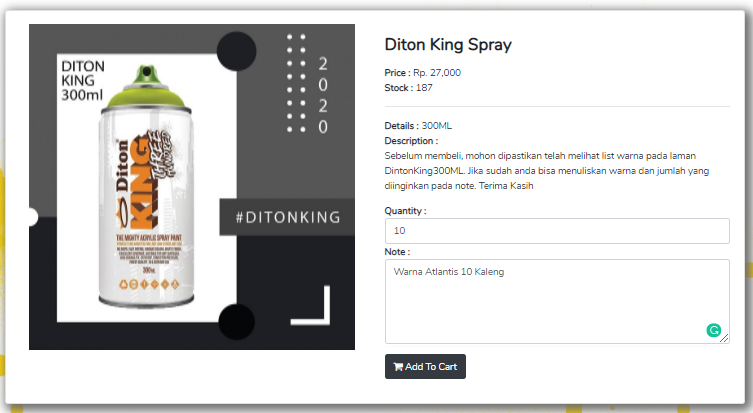 DITON
KING
300ml
2
0
2
0
Diton
KING
THE MIGHTY ACRYLIC SPRAY PAINT
300ml
#DITONKING
Diton King Spray
Price : Rp. 27,000
Stock : 187
Details : 300ML
Description :
Sebelum membeli, mohon dipastikan telah melihat list warna pada laman
DintonKing300ML. Jika sudah anda bisa menuliskan warna dan jumlah yang
diinginkan pada note. Terima Kasih
Quantity :
10
Note :
Warna Atlantis 10 Kaleng
Add To Cart